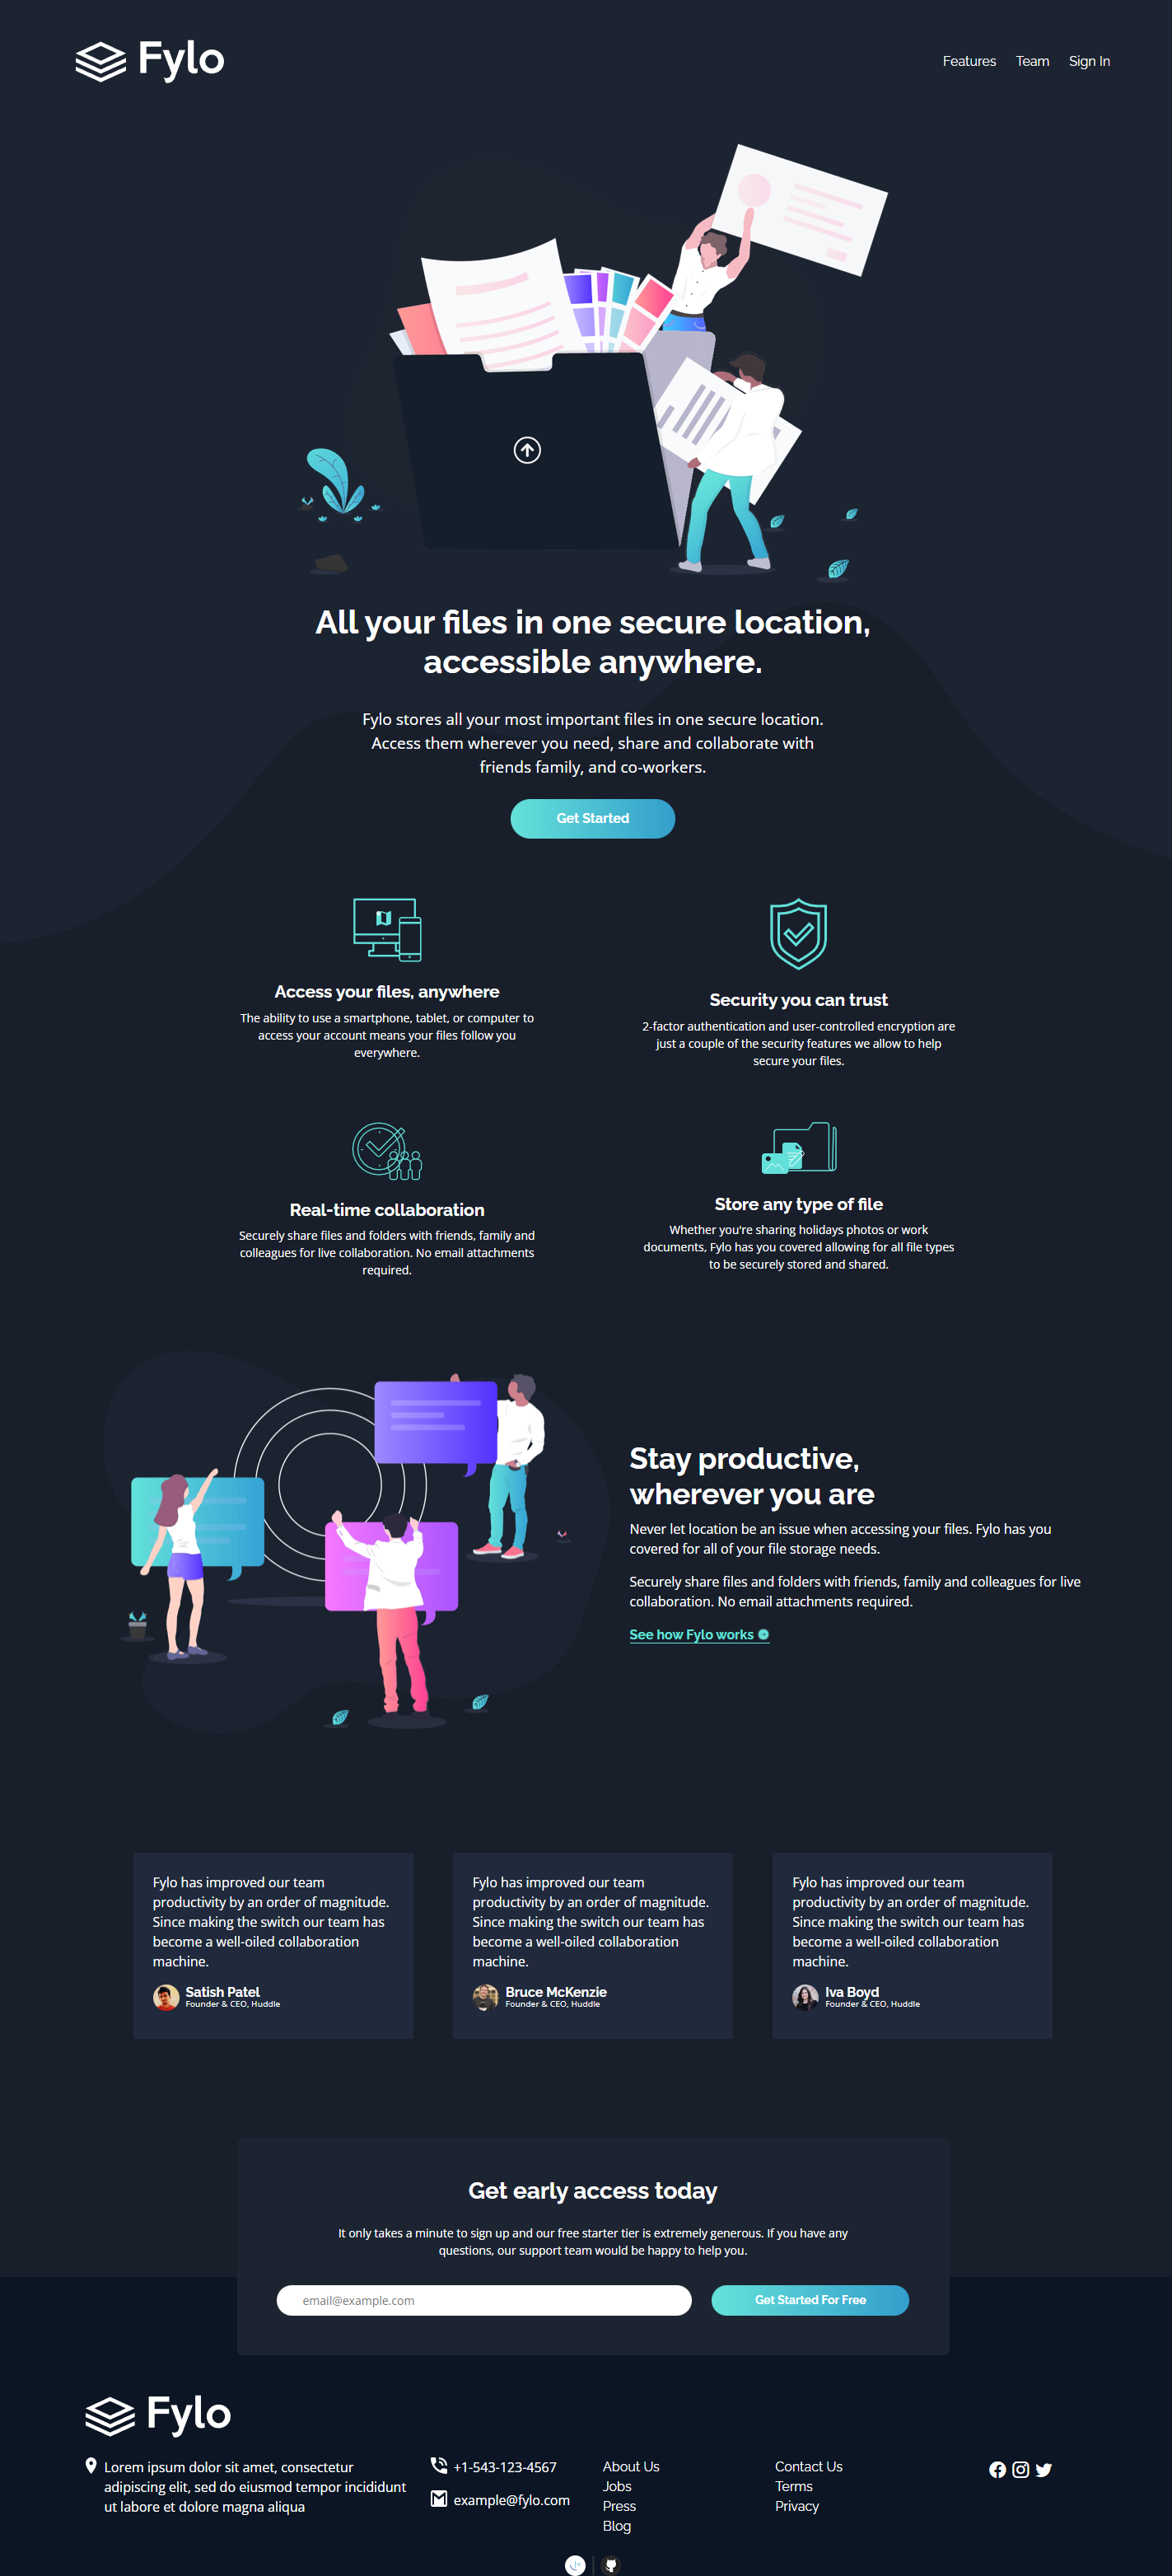 Fylo
Features Team Sign In
All your files in one secure location,
accessible anywhere.
Fylo stores all your most important files in one secure location.
Access them wherever you need, share and collaborate with
friends family, and co-workers.
Get Started
Access your files, anywhere
The ability to use a smartphone, tablet, or computer to
access your account means your files follow you
everywhere.
Security you can trust
2-factor authentication and user-controlled encryption are
just a couple of the security features we allow to help
secure your files.
Real-time collaboration
Securely share files and folders with friends, family and
colleagues for live collaboration. No email attachments
required.
Store any type of file
Whether you're sharing holidays photos or work
documents, Fylo has you covered allowing for all file types
to be securely stored and shared.
Stay productive,
wherever you are
Never let location be an issue when accessing your files. Fylo has you
covered for all of your file storage needs.
Securely share files and folders with friends, family and colleagues for live
collaboration. No email attachments required.
See how Fylo works
Fylo has improved our team
productivity by an order of magnitude.
Since making the switch our team has
become a well-oiled collaboration
machine.
Satish Patel
Founder & CEO, Huddle
Fylo has improved our team
productivity by an order of magnitude.
Since making the switch our team has
become a well-oiled collaboration
machine.
Bruce McKenzie
Founder & CEO, Huddle
Fylo has improved our team
productivity by an order of magnitude.
Since making the switch our team has
become a well-oiled collaboration
machine.
Iva Boyd
Founder & CEO, Huddle
Get early access today
It only takes a minute to sign up and our free starter tier is extremely generous. If you have any
questions, our support team would be happy to help you.
email@example.com
Get Started For Free
Fylo
Lorem ipsum dolor sit amet, consectetur
adipiscing elit, sed do eiusmod tempor incididunt
ut labore et dolore magna aliqua
+1-543-123-4567
example@fylo.com
About Us
Jobs
Press
Blog
Contact Us
Terms
Privacy